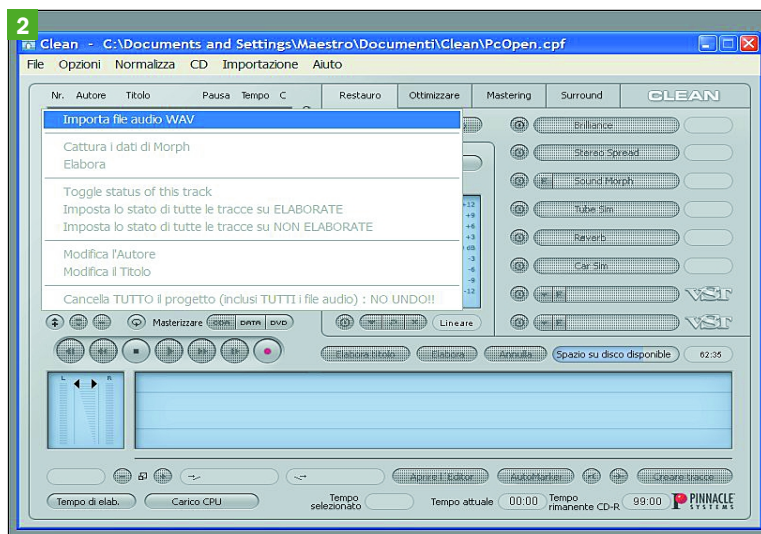 2
Clean - C:\Documents and Settings\Maestro\Documenti\Clean\PcOpen.cpf
File Opzioni Normalizza CD Importazione Aiuto
Nr. Autore Titolo Pausa Tempo C
Restauro Ottimizzare Mastering Surround CLEAN
Importa file audio WAV
Cattura i dati di Morph
Elabora
Toggle status of this track
Imposta lo stato di tutte le tracce su ELABORATE
Imposta lo stato di tutte le tracce su NON ELABORATE
Modifica l'Autore
Modifica il Titolo
Cancella TUTTO il progetto (inclusi TUTTI i file audio) : NO UNDO!!
Brilliance
Stereo Spread
E Sound Morph
Tube Sim
Reverb
Car Sim
E VST
E VST
+12
+9
+6
+3
dB
-3
-6
-9
-12
Masterizzare CDA DATA DVD
Lineare
Elabora titolo Elabora Annulla Spazio su disco disponibile 62:35
L R
Aprire l'Editor AutoMarker Creare tracce
Tempo di elab. Carico CPU Tempo selezionato Tempo attuale 00:00 Tempo rimanente CD-R 99:00 PINNACLE SYSTEMS